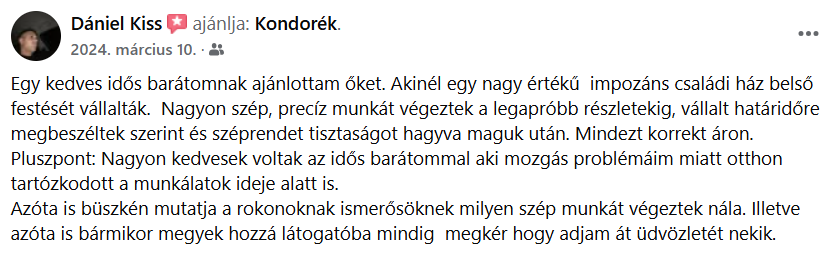 Dániel Kiss ajánlja: Kondorék.
2024. március 10. ·
Egy kedves idős barátomnak ajánlottam őket. Akinél egy nagy értékű  impozáns családi ház belső
festését vállalták.  Nagyon szép, precíz munkát végeztek a legapróbb részletekig, vállalt határidőre
megbeszéltek szerint és széprendet tisztaságot hagyva maguk után. Mindezt korrekt áron.
Pluszpont: Nagyon kedvesek voltak az idős barátommal aki mozgás problémáim miatt otthon
tartózkodott a munkálatok ideje alatt is.
Azóta is büszkén mutatja a rokonoknak ismerősöknek milyen szép munkát végeztek nála. Illetve
azóta is bármikor megyek hozzá látogatóba mindig  megkér hogy adjam át üdvözletét nekik.